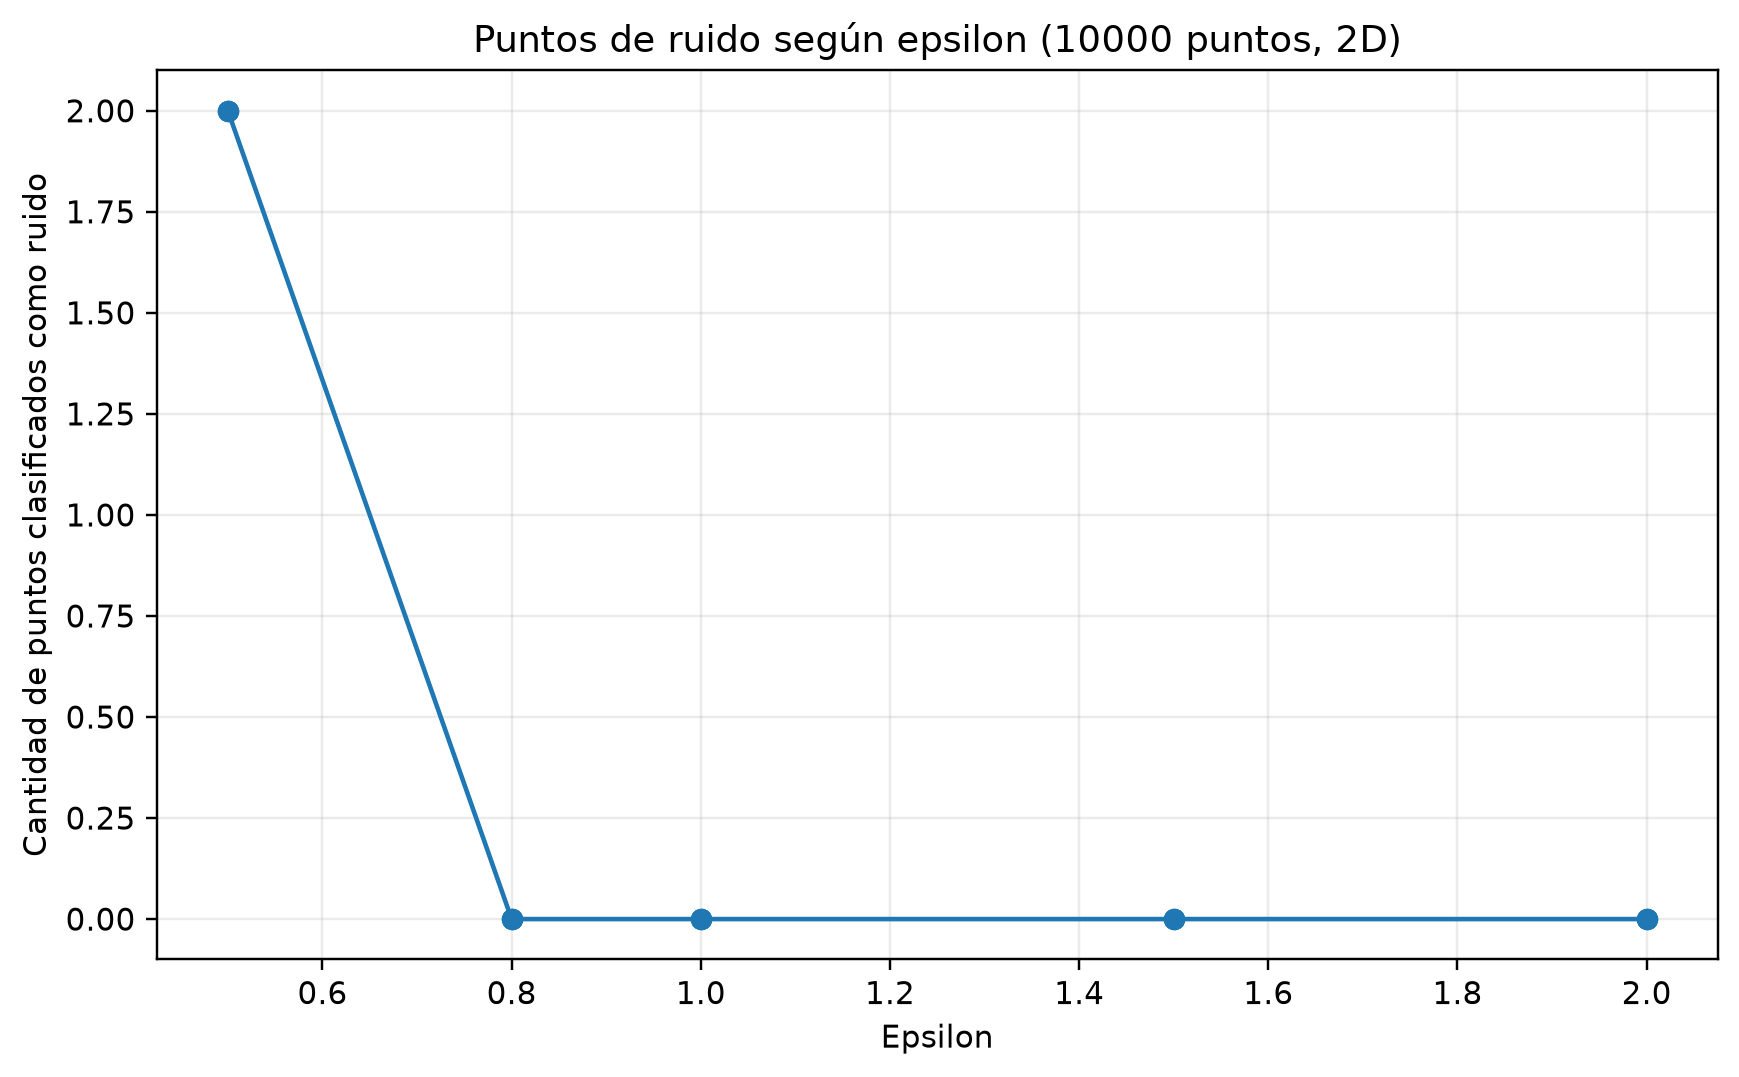 Puntos de ruido según epsilon (10000 puntos, 2D)
Cantidad de puntos clasificados como ruido
2.00
1.75
1.50
1.25
1.00
0.75
0.50
0.25
0.00
0.6 0.8 1.0 1.2 1.4 1.6 1.8 2.0
Epsilon